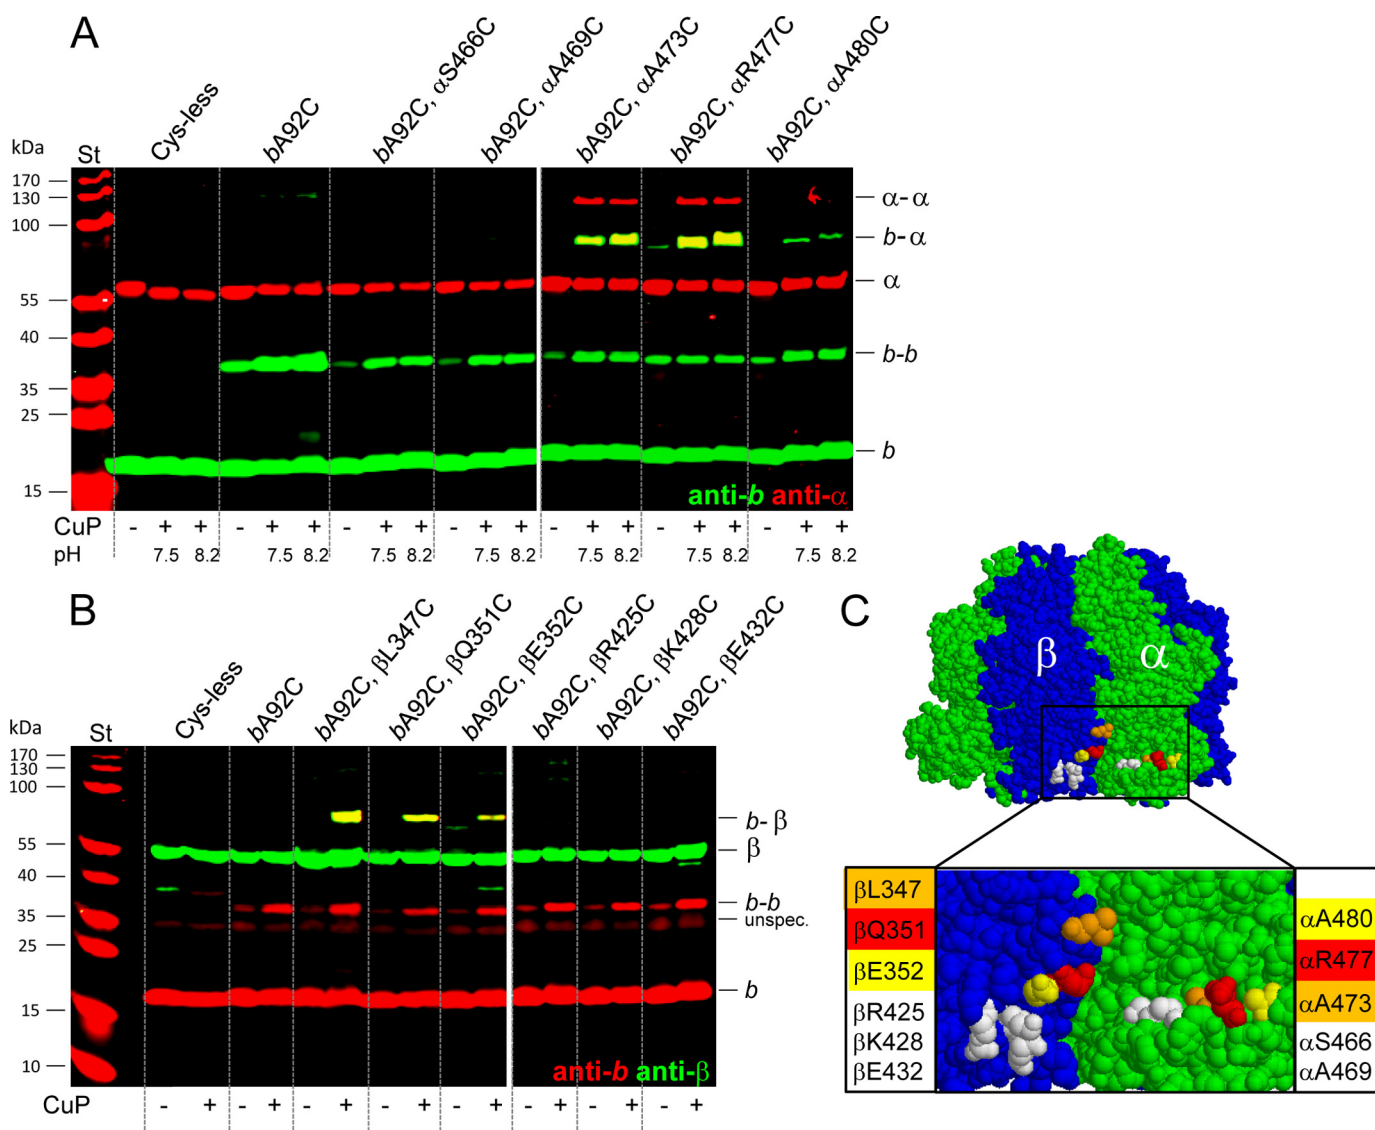 A
Cys-less
bA92C
bA92C, αS466C
bA92C, αA469C
bA92C, αA473C
bA92C, αR477C
bA92C, αA480C
kDa
St
170
130
100
55
40
35
25
15
α-α
b-α
α
b-b
b
anti-b anti-α
CuP - + + - + + - + + - + + - + + - + + - + +
pH 7.5 8.2 7.5 8.2 7.5 8.2 7.5 8.2 7.5 8.2 7.5 8.2 7.5 8.2
B
Cys-less
bA92C
bA92C, βL347C
bA92C, βQ351C
bA92C, βE352C
bA92C, βR425C
bA92C, βK428C
bA92C, βE432C
kDa
St
170
130
100
55
40
35
25
15
10
b-β
β
b-b
unspec.
b
anti-b anti-β
CuP - + - + - + - + - + - + - + - +
C
β α
βL347
βQ351
βE352
βR425
βK428
βE432
αA480
αR477
αA473
αS466
αA469